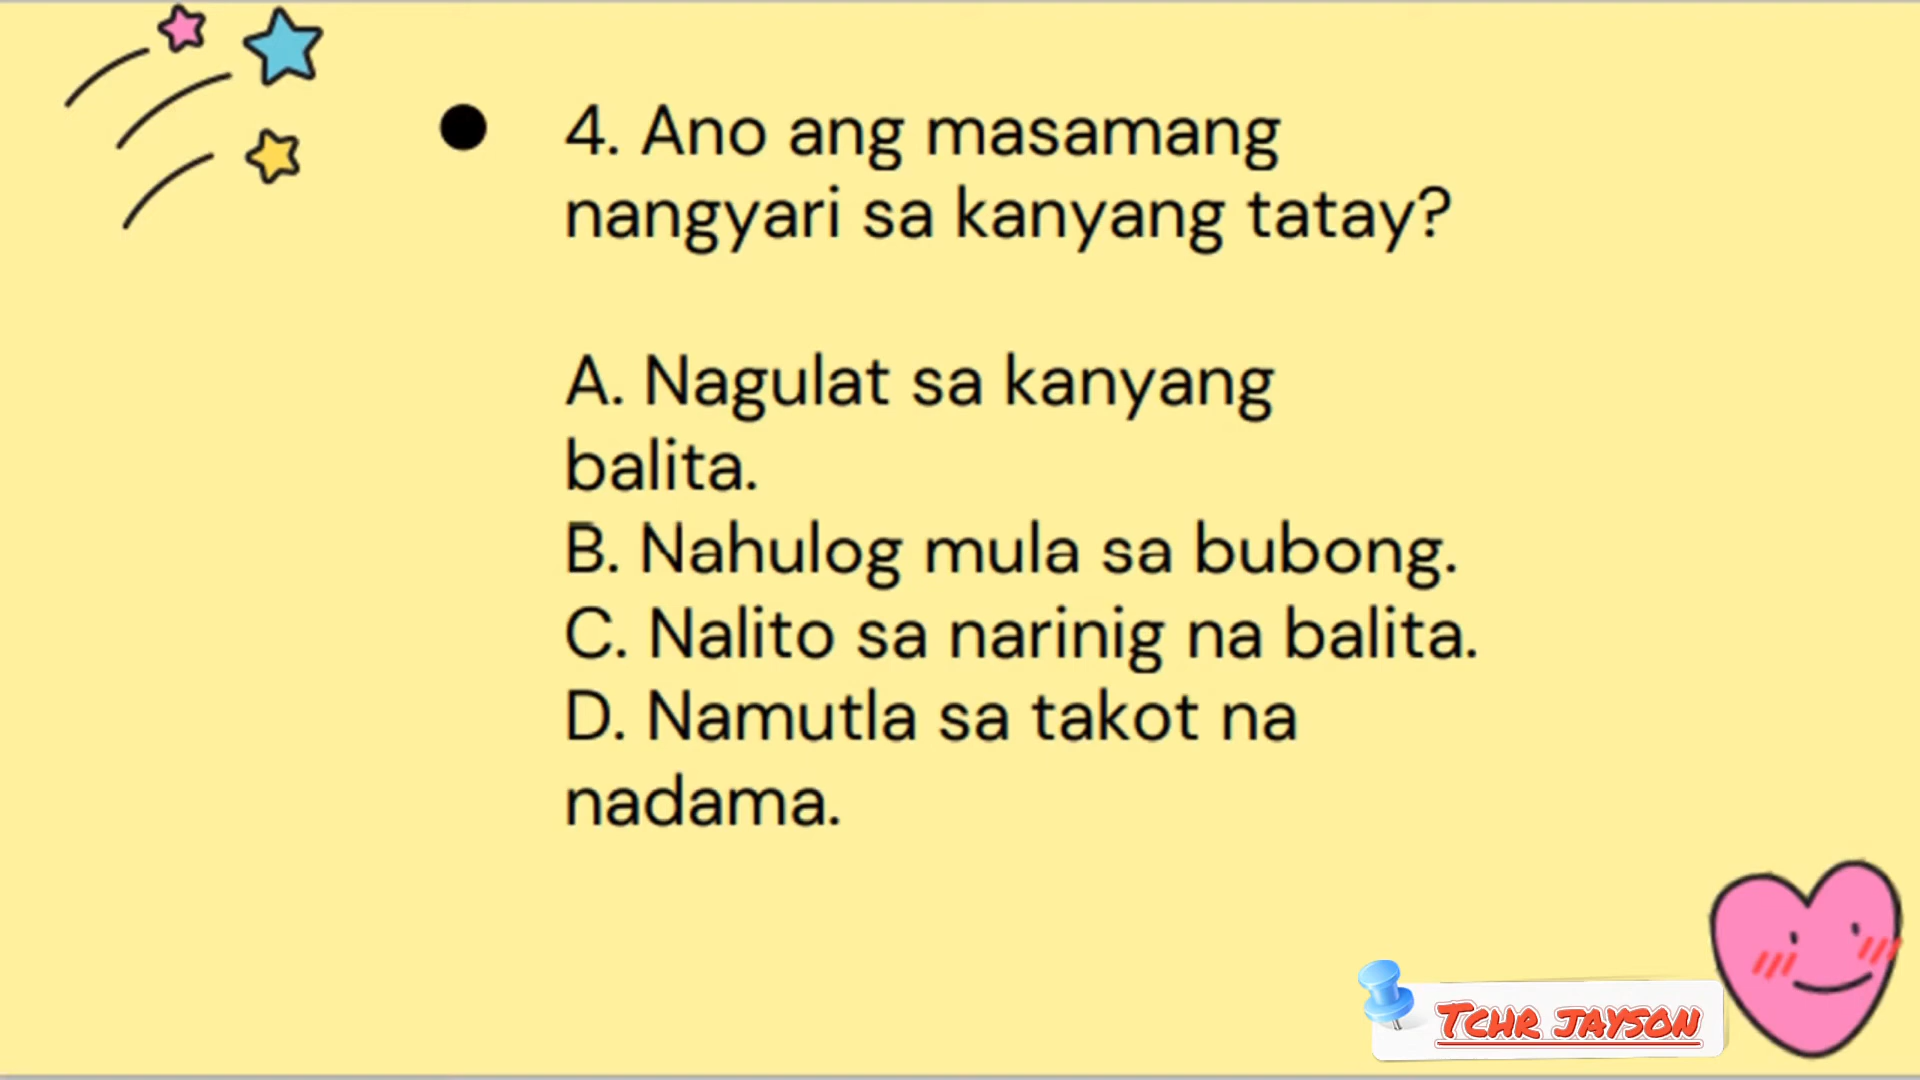 4. Ano ang masamang
nangyari sa kanyang tatay?
A. Nagulat sa kanyang
balita.
B. Nahulog mula sa bubong.
C. Nalito sa narinig na balita.
D. Namutla sa takot na
nadama.
Tchr jayson